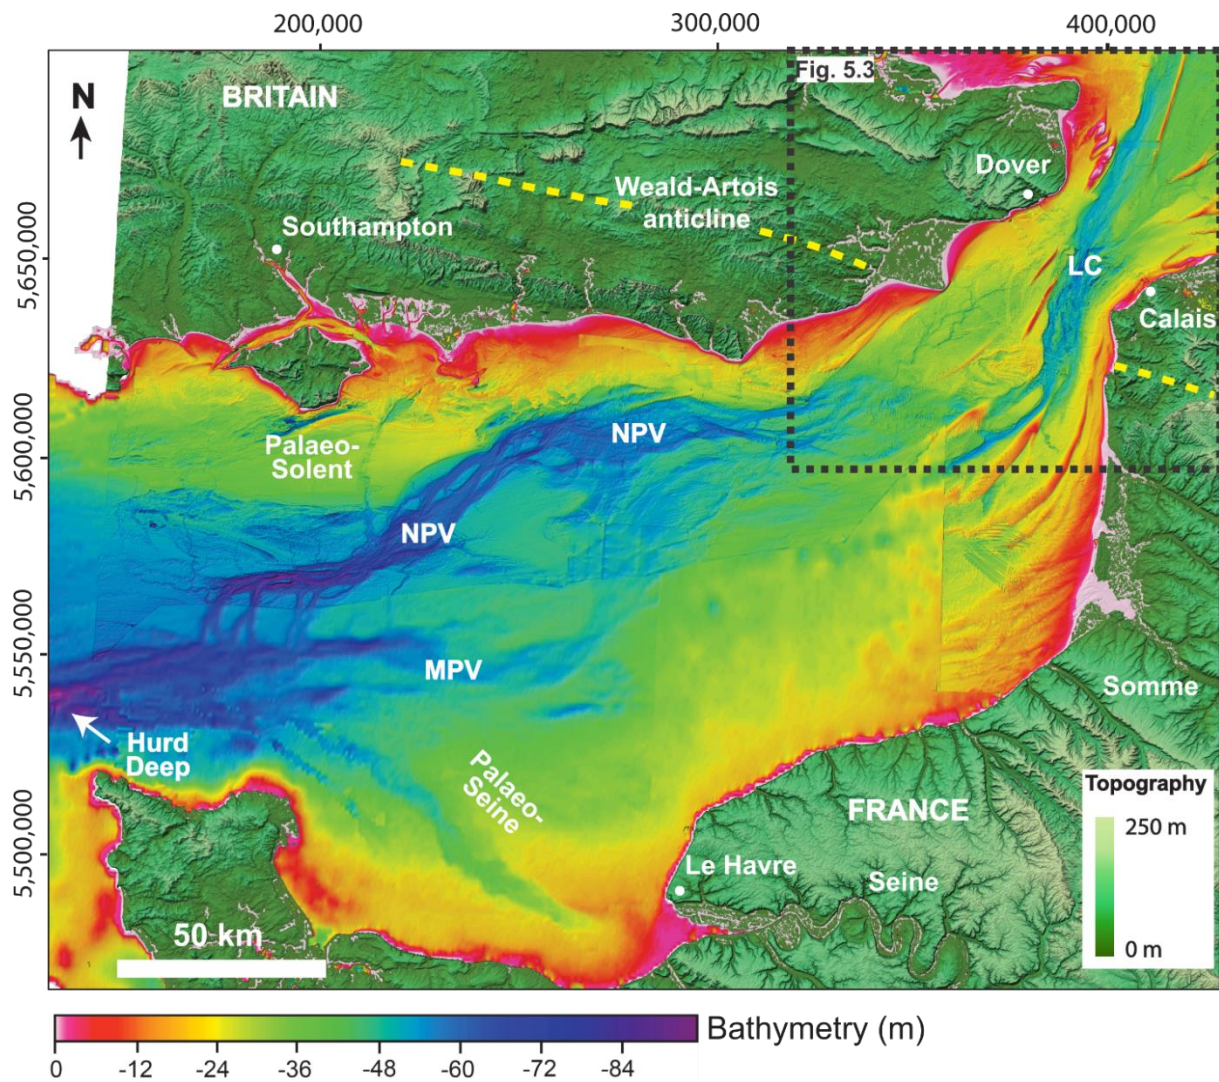 200,000
300,000
400,000
Fig. 5.3
N
BRITAIN
Dover
Weald-Artois
anticline
Southampton
5,650,000
LC
Calais
NPV
Palaeo-
Solent
5,600,000
NPV
5,550,000
MPV
Somme
Hurd
Deep
Palaeo-
Seine
Topography
250 m
0 m
FRANCE
5,500,000
Le Havre
Seine
50 km
Bathymetry (m)
0
-12
-24
-36
-48
-60
-72
-84